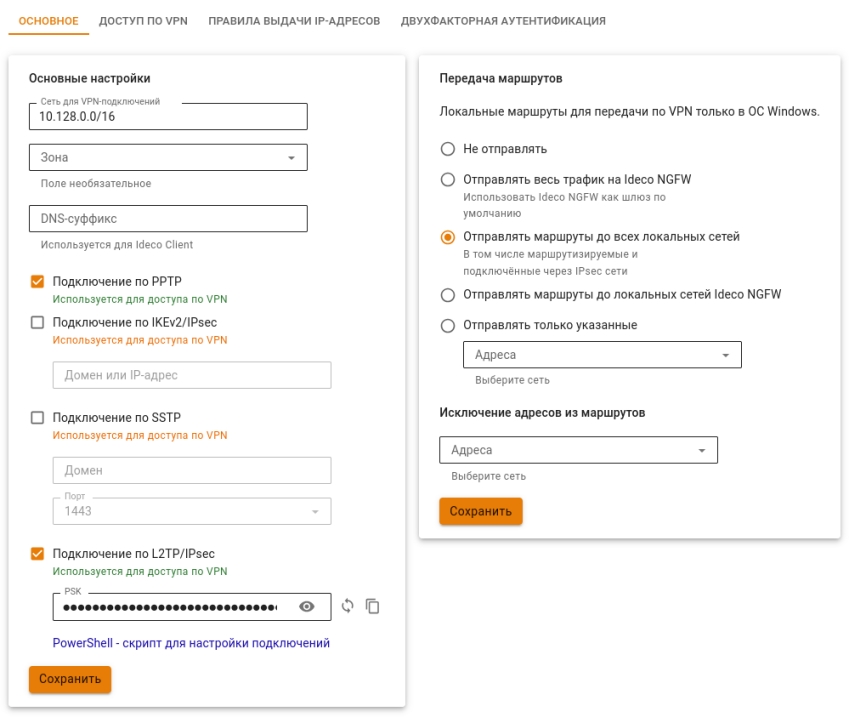 ОСНОВНОЕ ДОСТУП ПО VPN ПРАВИЛА ВЫДАЧИ IP-АДРЕСОВ ДВУХФАКТОРНАЯ АУТЕНТИФИКАЦИЯ
Основные настройки
Сеть для VPN-подключений
10.128.0.0/16
Зона
Поле необязательное
DNS-суффикс
Используется для Ideco Client
Подключение по PPTP
Используется для доступа по VPN
Подключение по IKEv2/IPsec
Используется для доступа по VPN
Домен или IP-адрес
Подключение по SSTP
Используется для доступа по VPN
Домен
Порт
1443
Подключение по L2TP/IPsec
Используется для доступа по VPN
PSK
PowerShell - скрипт для настройки подключений
Сохранить
Передача маршрутов
Локальные маршруты для передачи по VPN только в ОС Windows.
Не отправлять
Отправлять весь трафик на Ideco NGFW
Использовать Ideco NGFW как шлюз по
умолчанию
Отправлять маршруты до всех локальных сетей
В том числе маршрутизируемые и
подключённые через IPsec сети
Отправлять маршруты до локальных сетей Ideco NGFW
Отправлять только указанные
Адреса
Выберите сеть
Исключение адресов из маршрутов
Адреса
Выберите сеть
Сохранить